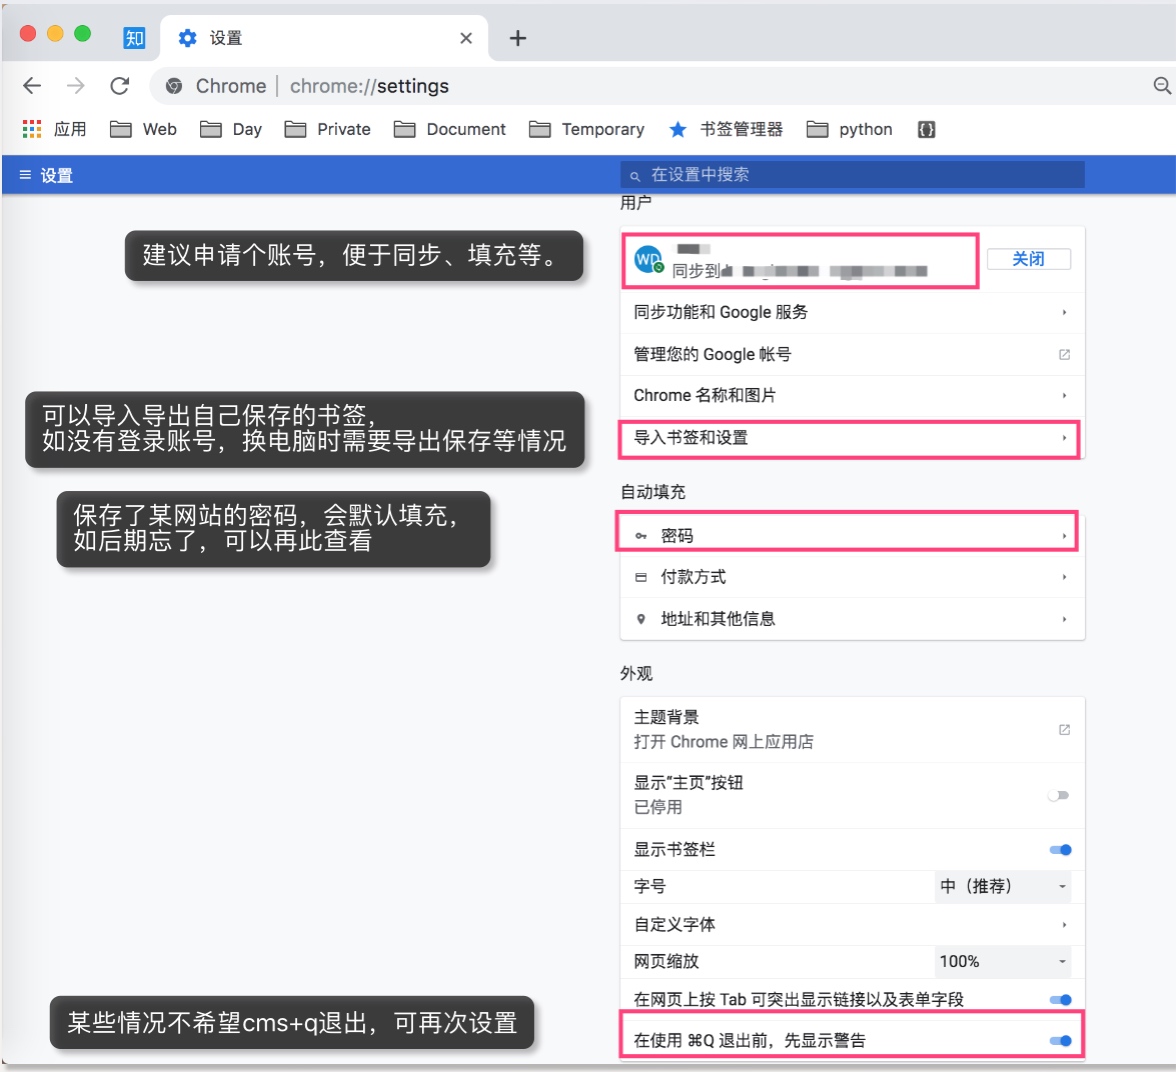 知
设置
Chrome
chrome://settings
应用
Web
Day
Private
Document
Temporary
书签管理器
python
{}
设置
在设置中搜索
用户
建议申请个账号，便于同步、填充等。
WD
同步到
关闭
同步功能和 Google 服务
管理您的 Google 帐号
Chrome 名称和图片
可以导入导出自己保存的书签，
如没有登录账号，换电脑时需要导出保存等情况
导入书签和设置
自动填充
保存了某网站的密码，会默认填充，
如后期忘了，可以再此查看
密码
付款方式
地址和其他信息
外观
主题背景
打开 Chrome 网上应用店
显示“主页”按钮
已停用
显示书签栏
字号
中（推荐）
自定义字体
网页缩放
100%
在网页上按 Tab 可突出显示链接以及表单字段
某些情况不希望cms+q退出，可再次设置
在使用 ⌘Q 退出前，先显示警告